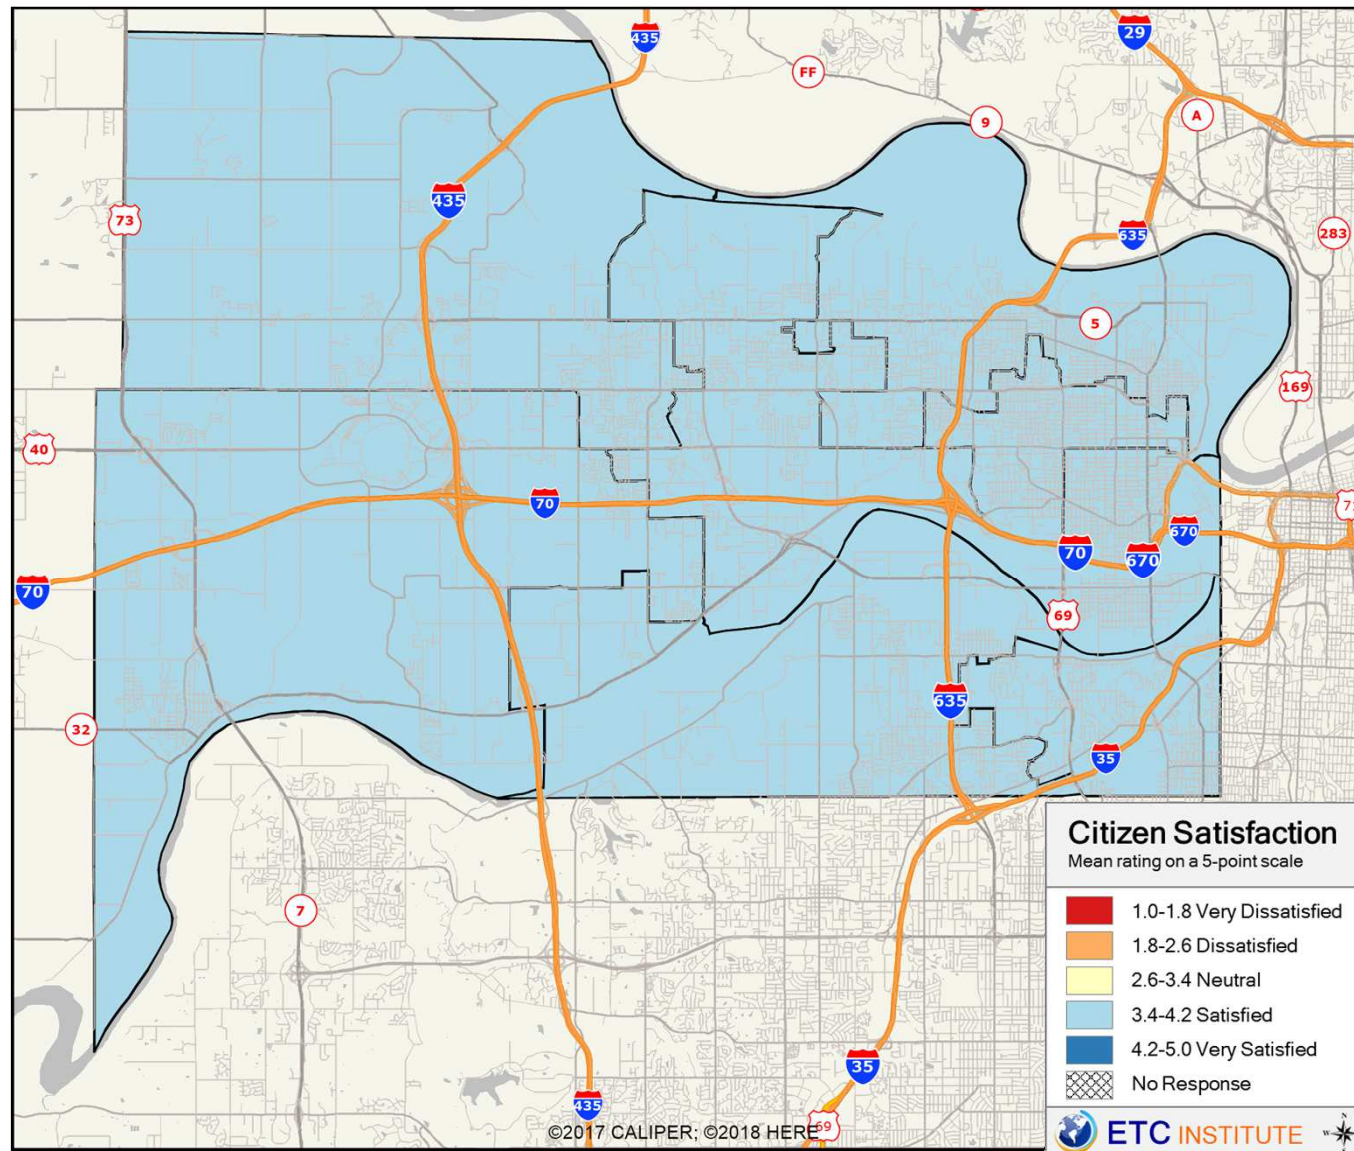 435
29
FF
9
A
435
73
635
283
5
169
40
70
71
670
70
670
70
69
635
32
35
Citizen Satisfaction
Mean rating on a 5-point scale
1.0-1.8 Very Dissatisfied
1.8-2.6 Dissatisfied
2.6-3.4 Neutral
3.4-4.2 Satisfied
4.2-5.0 Very Satisfied
No Response
7
35
435
69
©2017 CALIPER; ©2018 HERE
ETC INSTITUTE
N
W